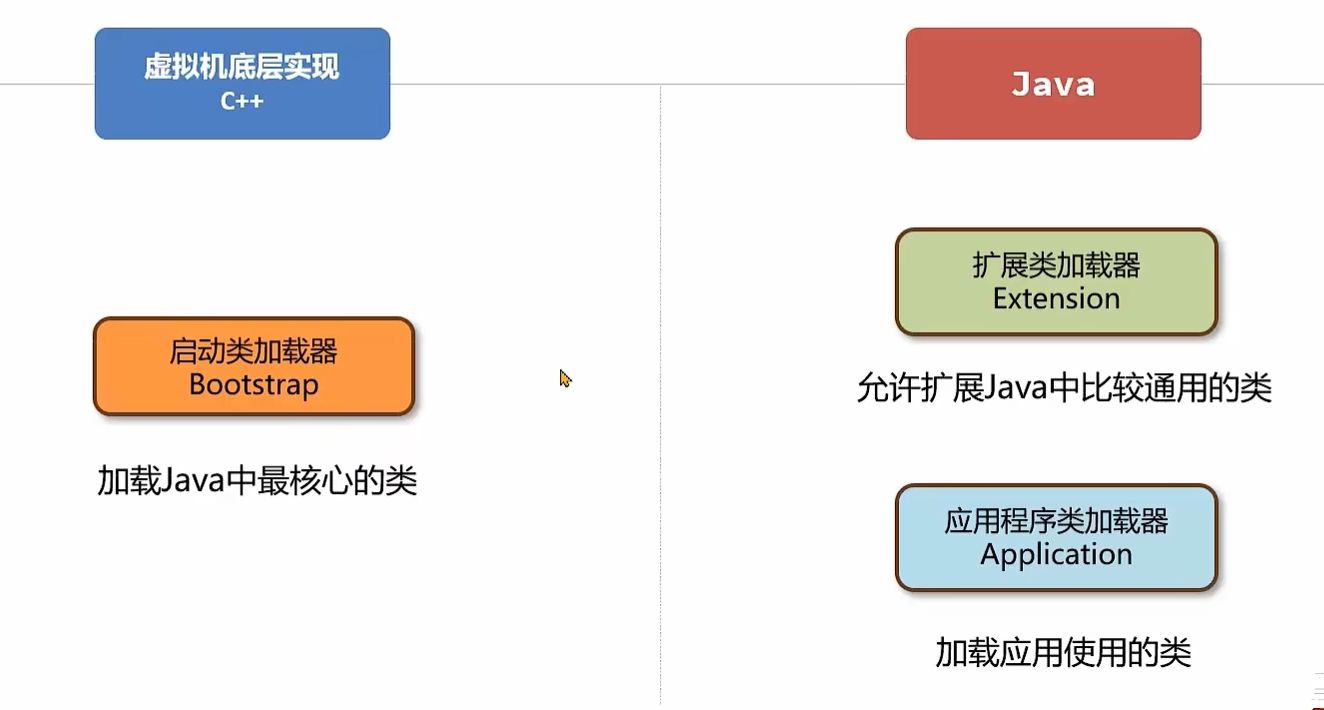 虚拟机底层实现
C++
Java
启动类加载器
Bootstrap
加载Java中最核心的类
扩展类加载器
Extension
允许扩展Java中比较通用的类
应用程序类加载器
Application
加载应用使用的类